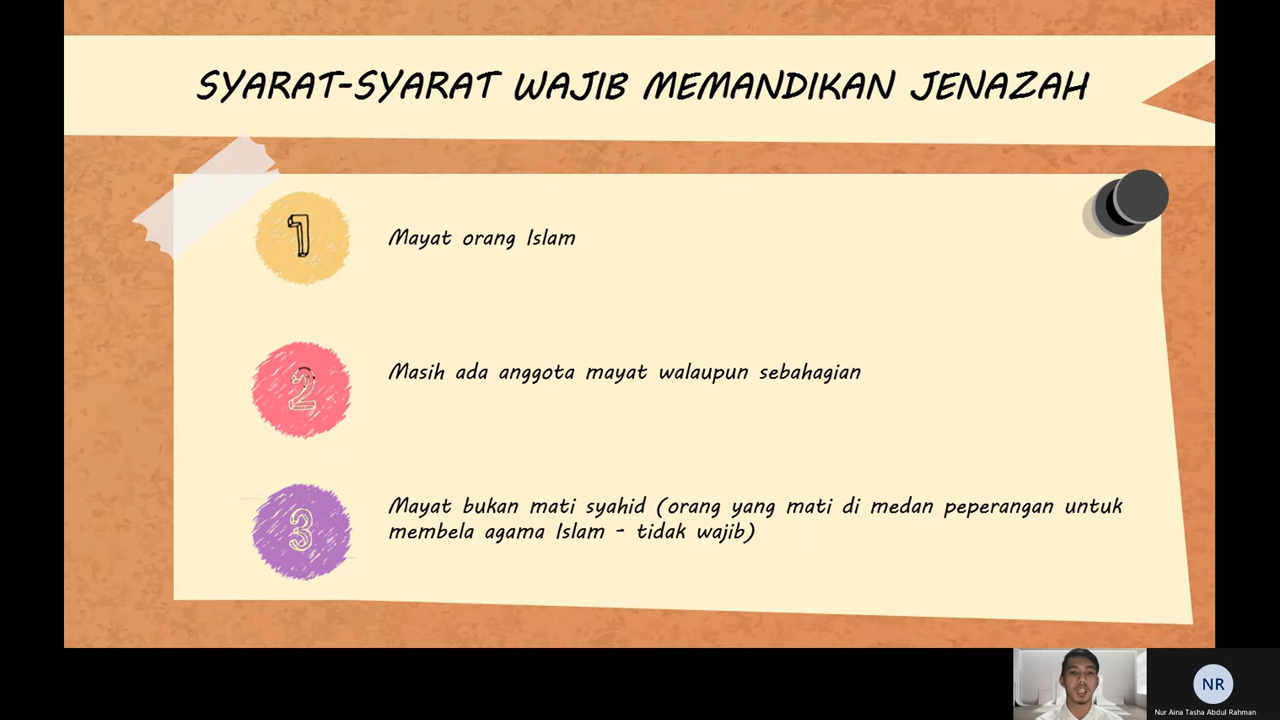 SYARAT-SYARAT WAJIB MEMANDIKAN JENAZAH
1
Mayat orang Islam
2
Masih ada anggota mayat walaupun sebahagian
3
Mayat bukan mati syahid (orang yang mati di medan peperangan untuk
membela agama Islam - tidak wajib)
NR
Nur Aina Tasha Abdul Rahman